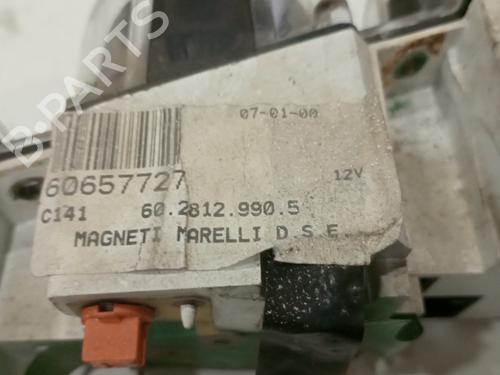 B-PARTS
07-01-00
60657727
12V
C141 60.2812.990.5
MAGNETI MARELLI D.S.E.